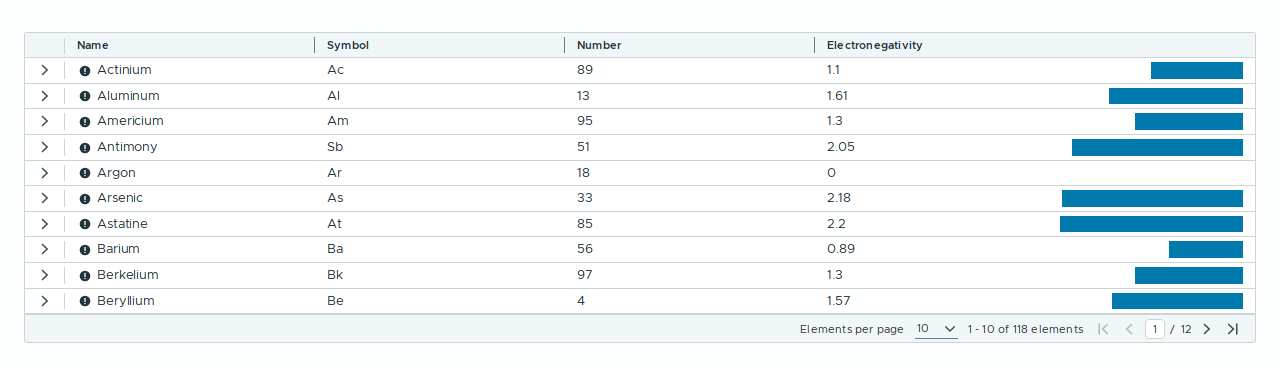 Name Symbol Number Electronegativity
Actinium Ac 89 1.1
Aluminum Al 13 1.61
Americium Am 95 1.3
Antimony Sb 51 2.05
Argon Ar 18 0
Arsenic As 33 2.18
Astatine At 85 2.2
Barium Ba 56 0.89
Berkelium Bk 97 1.3
Beryllium Be 4 1.57
Elements per page 10 1 - 10 of 118 elements 1 / 12